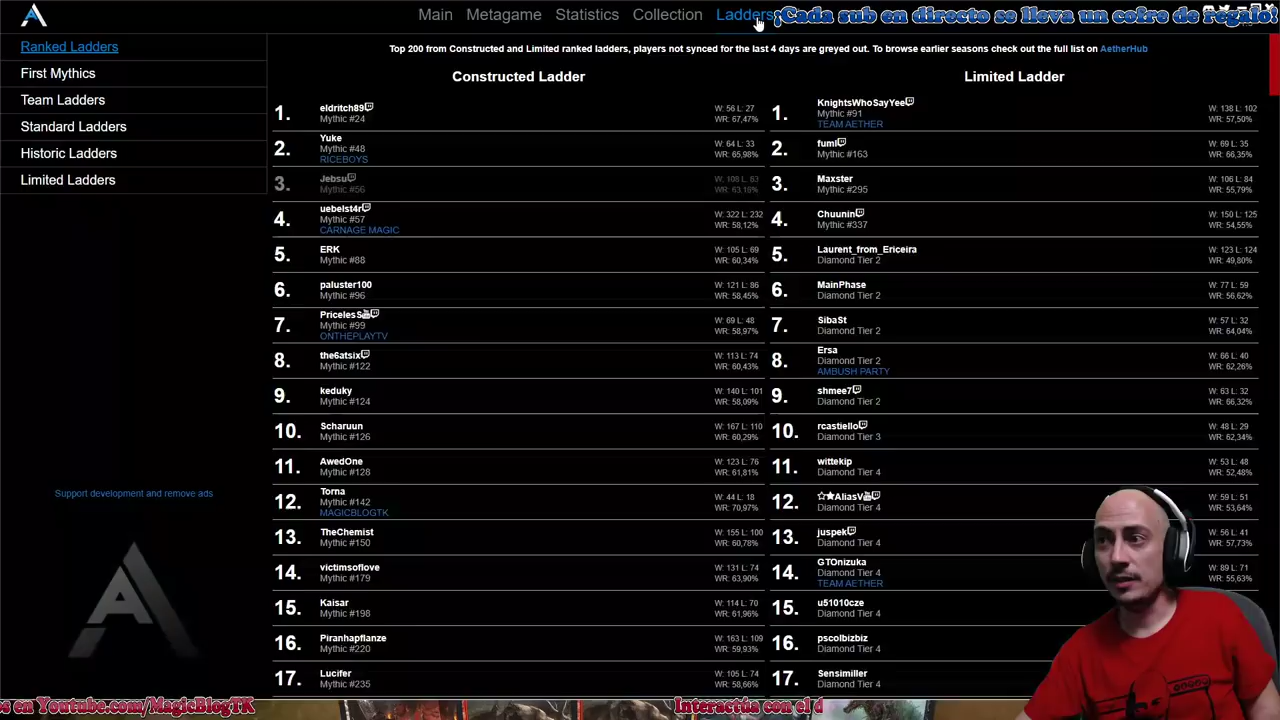 Main
Metagame
Statistics
Collection
Ladders
¡Cada sub en directo se lleva un cofre de regalo!
Ranked Ladders
First Mythics
Team Ladders
Standard Ladders
Historic Ladders
Limited Ladders
Support development and remove ads
Top 200 from Constructed and Limited ranked ladders, players not synced for the last 4 days are greyed out. To browse earlier seasons check out the full list on AetherHub
Constructed Ladder
1. eldritch89 W: 56 L: 27
Mythic #24 WR: 67,47%
2. Yuke W: 64 L: 33
Mythic #48 WR: 65,98%
RICEBOYS
3. Jebsu W: 108 L: 63
Mythic #56 WR: 63,16%
4. uebelst4r W: 322 L: 232
Mythic #57 WR: 58,12%
CARNAGE MAGIC
5. ERK W: 105 L: 69
Mythic #88 WR: 60,34%
6. paluster100 W: 121 L: 86
Mythic #96 WR: 58,45%
7. PricelesS W: 69 L: 48
Mythic #99 WR: 58,97%
ONTHEPLAYTV
8. the6atsix W: 113 L: 74
Mythic #122 WR: 60,43%
9. keduky W: 140 L: 101
Mythic #124 WR: 58,09%
10. Scharuun W: 167 L: 110
Mythic #126 WR: 60,29%
11. AwedOne W: 123 L: 76
Mythic #128 WR: 61,81%
12. Torna W: 44 L: 18
Mythic #142 WR: 70,97%
MAGICBLOGTK
13. TheChemist W: 155 L: 100
Mythic #150 WR: 60,78%
14. victimsoflove W: 131 L: 74
Mythic #179 WR: 63,90%
15. Kaisar W: 114 L: 70
Mythic #198 WR: 61,96%
16. Piranhapflanze W: 163 L: 109
Mythic #220 WR: 59,93%
17. Lucifer W: 105 L: 74
Mythic #235 WR: 58,66%
Limited Ladder
1. KnightsWhoSayYee W: 138 L: 102
Mythic #91 WR: 57,50%
TEAM AETHER
2. fuml W: 69 L: 35
Mythic #163 WR: 66,35%
3. Maxster W: 106 L: 84
Mythic #295 WR: 55,79%
4. Chuunin W: 150 L: 125
Mythic #337 WR: 54,55%
5. Laurent_from_Ericeira W: 123 L: 124
Diamond Tier 2 WR: 49,80%
6. MainPhase W: 77 L: 59
Diamond Tier 2 WR: 56,62%
7. SibaSt W: 57 L: 32
Diamond Tier 2 WR: 64,04%
8. Ersa W: 66 L: 40
Diamond Tier 2 WR: 62,26%
AMBUSH PARTY
9. shmee7 W: 63 L: 32
Diamond Tier 2 WR: 66,32%
10. rcastiello W: 48 L: 29
Diamond Tier 3 WR: 62,34%
11. wittekip W: 53 L: 48
Diamond Tier 4 WR: 52,48%
12. ☆★AliasV W: 59 L: 51
Diamond Tier 4 WR: 53,64%
13. juspek W: 56 L: 41
Diamond Tier 4 WR: 57,73%
14. GTOnizuka W: 89 L: 71
Diamond Tier 4 WR: 55,63%
TEAM AETHER
15. u51010cze
Diamond Tier 4
16. pscolbizbiz
Diamond Tier 4
17. Sensimiller
Diamond Tier 4
s en Youtube.com/MagicBlogTK
Interactúa con el d